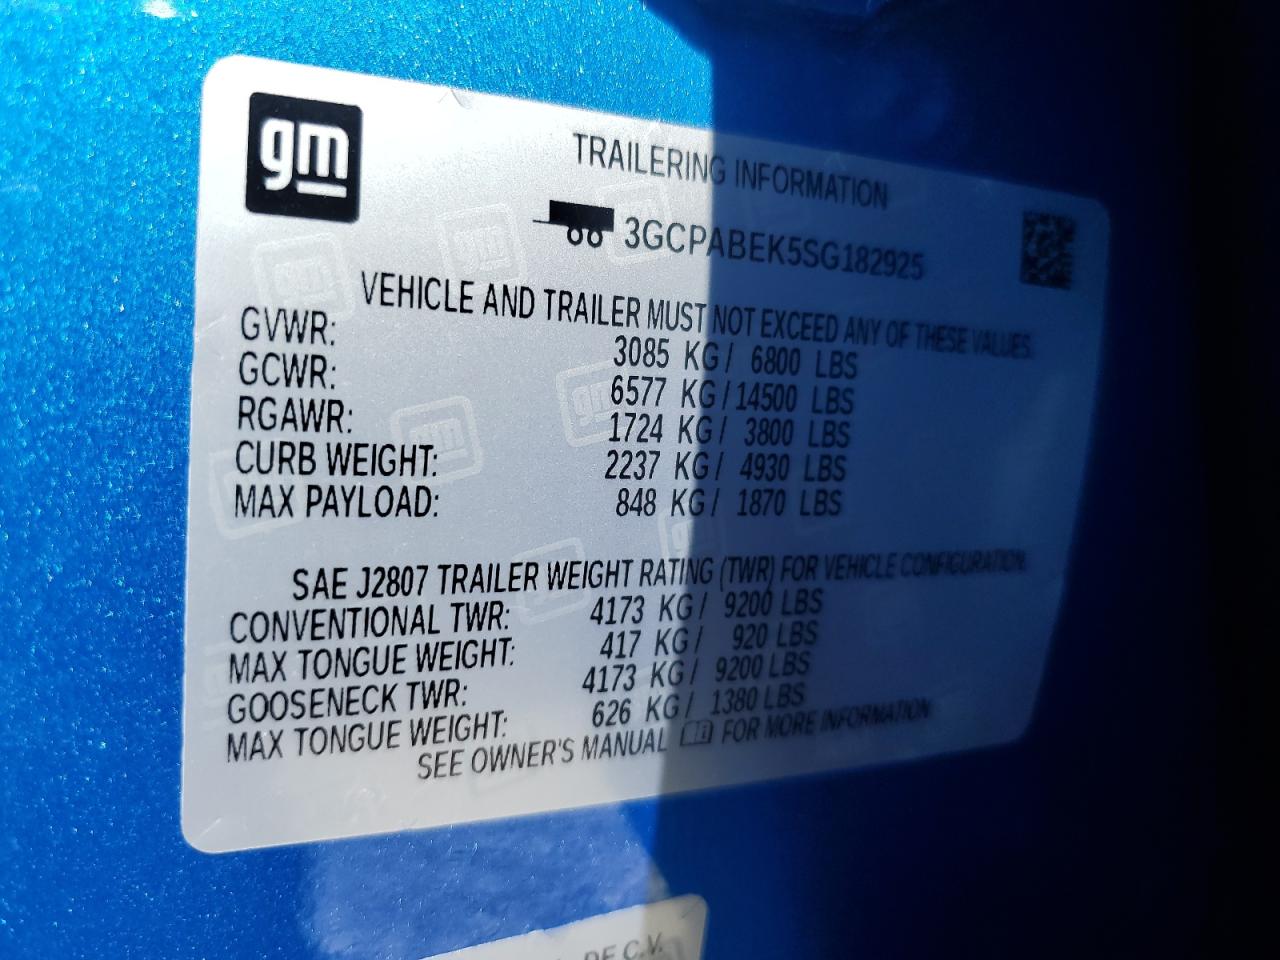 gm
TRAILERING INFORMATION
3GCPABEK5SG182925
VEHICLE AND TRAILER MUST NOT EXCEED ANY OF THESE VALUES.
GVWR: 3085 KG/ 6800 LBS
GCWR: 6577 KG/14500 LBS
RGAWR: 1724 KG/ 3800 LBS
CURB WEIGHT: 2237 KG/ 4930 LBS
MAX PAYLOAD: 848 KG/ 1870 LBS
SAE J2807 TRAILER WEIGHT RATING (TWR) FOR VEHICLE CONFIGURATION.
CONVENTIONAL TWR: 4173 KG/ 9200 LBS
MAX TONGUE WEIGHT: 417 KG/ 920 LBS
GOOSENECK TWR: 4173 KG/ 9200 LBS
MAX TONGUE WEIGHT: 626 KG/ 1380 LBS
SEE OWNER'S MANUAL FOR MORE INFORMATION
DE C.V.